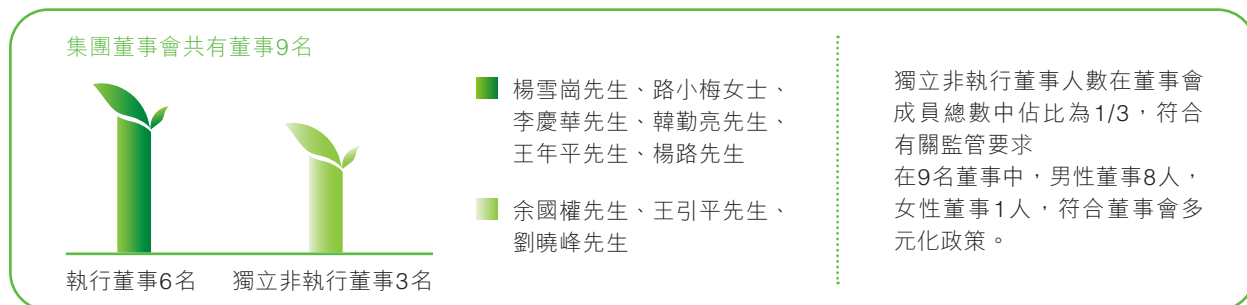 集團董事會共有董事9名
執行董事6名
獨立非執行董事3名
楊雪崗先生、路小梅女士、
李慶華先生、韓勤亮先生、
王年平先生、楊路先生
余國權先生、王引平先生、
劉曉峰先生
獨立非執行董事人數在董事會
成員總數中佔比為1/3，符合
有關監管要求
在9名董事中，男性董事8人，
女性董事1人，符合董事會多
元化政策。